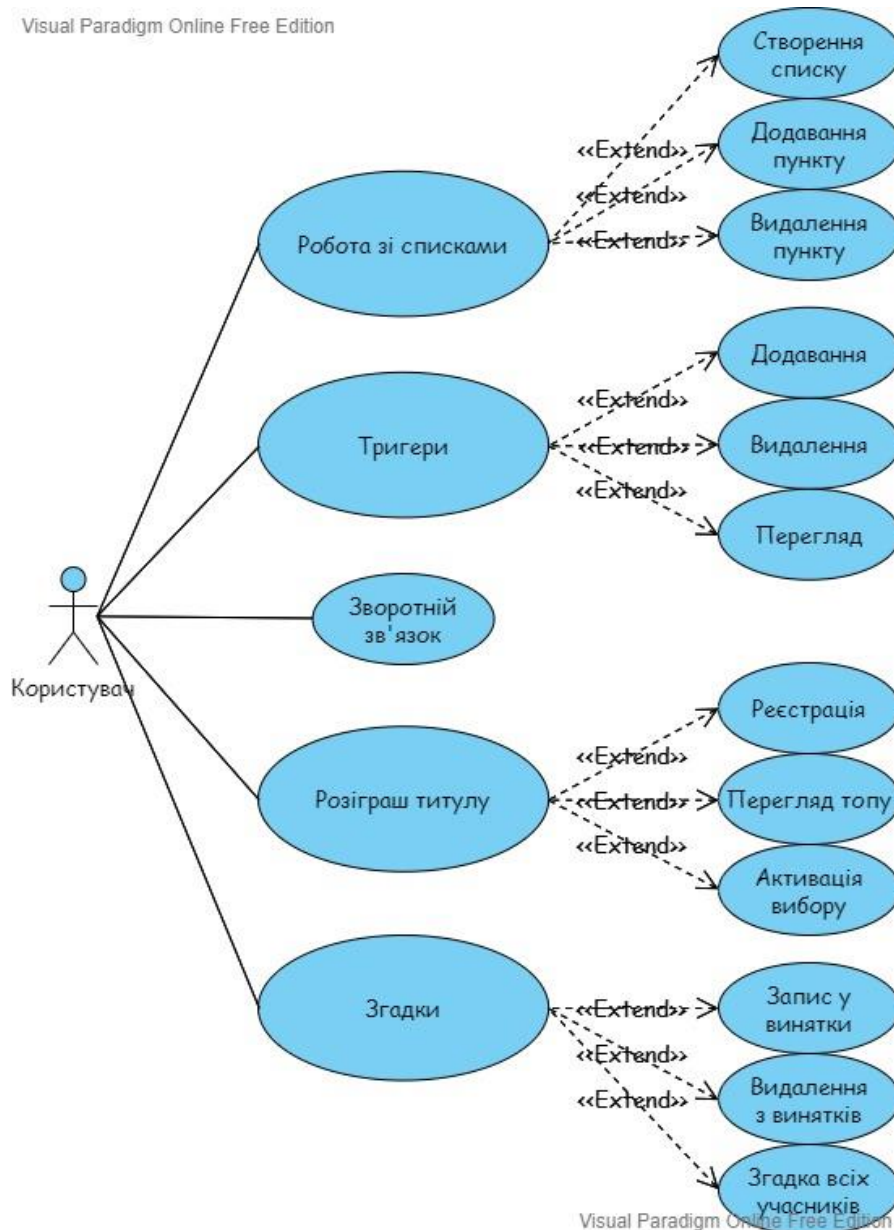 Visual Paradigm Online Free Edition
Створення
списку
<<Extend>>
Додавання
пункту
<<Extend>>
Робота зі списками
<<Extend>>
Видалення
пункту
Додавання
<<Extend>>
Тригери
<<Extend>>
Видалення
<<Extend>>
Перегляд
Зворотній
зв'язок
Користувач
Реєстрація
<<Extend>>
Розіграш титулу
<<Extend>>
Перегляд топу
<<Extend>>
Активація
вибору
Згадки
<<Extend>>
Запис у
винятки
<<Extend>>
<<Extend>>
Видалення
з винятків
Згадка всіх
учасників
Visual Paradigm Online Free Edition